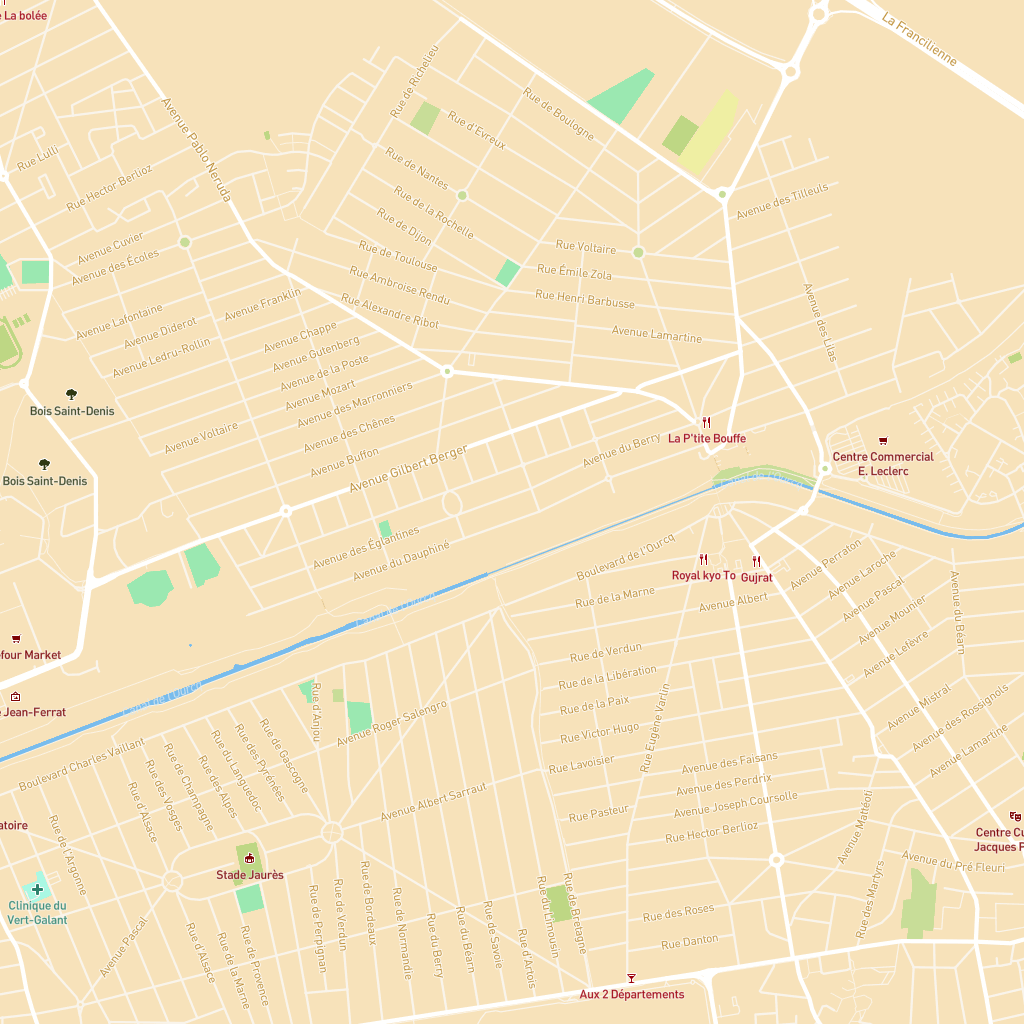 La bolée
La Francilienne
Rue de Richelieu
Rue de Boulogne
Rue d'Evreux
Avenue Pablo Neruda
Rue Lulli
Rue Hector Berlioz
Rue de Nantes
Rue de la Rochelle
Avenue des Tilleuls
Rue de Dijon
Avenue Cuvier
Avenue des Écoles
Rue Voltaire
Rue de Toulouse
Rue Émile Zola
Rue Ambroise Rendu
Rue Henri Barbusse
Avenue Franklin
Avenue Lafontaine
Rue Alexandre Ribot
Avenue des Lilas
Avenue Diderot
Avenue Chappe
Avenue Lamartine
Avenue Ledru-Rollin
Avenue Gutenberg
Avenue de la Poste
Avenue Mozart
Avenue des Marronniers
Bois Saint-Denis
Avenue Voltaire
Avenue des Chênes
La P'tite Bouffe
Avenue du Berry
Avenue Buffon
Avenue Gilbert Berger
Centre Commercial
E. Leclerc
Bois Saint-Denis
Canal de l'Ourcq
Avenue des Églantines
Avenue du Dauphiné
Boulevard de l'Ourcq
Royal kyo To
Gujrat
Avenue Perraton
Avenue Laroche
Avenue Pascal
Avenue Mounier
Avenue Lefèvre
Avenue du Béarn
Rue de la Marne
Avenue Albert
Canal de l'Ourcq
four Market
Rue de Verdun
Rue de la Libération
Rue de la Paix
Rue Eugène Varlin
Rue Victor Hugo
Avenue Mistral
Avenue des Rossignols
Avenue Lamartine
Jean-Ferrat
Canal de l'Ourcq
Rue d'Anjou
Avenue Roger Salengro
Boulevard Charles Vaillant
Rue de Gascogne
Rue des Pyrénées
Rue du Languedoc
Rue des Alpes
Rue de Champagne
Rue des Vosges
Rue d'Alsace
Rue Lavoisier
Avenue des Faisans
Avenue des Perdrix
Avenue Joseph Coursolle
Avenue Albert Sarraut
Rue Pasteur
Rue Hector Berlioz
Avenue Mattéoti
atoire
Rue de l'Argonne
Centre Cu
Jacques P
Avenue du Pré Fleuri
Stade Jaurès
Clinique du
Vert-Galant
Avenue Pascal
Rue d'Alsace
Rue de la Marne
Rue de Provence
Rue de Perpignan
Rue de Verdun
Rue de Bordeaux
Rue de Normandie
Rue du Berry
Rue du Béarn
Rue de Savoie
Rue d'Artois
Rue du Limousin
Rue de Bretagne
Rue des Roses
Rue Danton
Rue des Martyrs
Aux 2 Départements